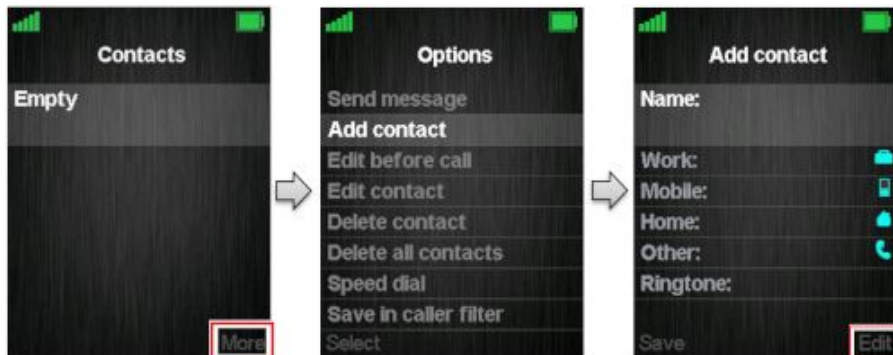 Contacts
Empty
More
Options
Send message
Add contact
Edit before call
Edit contact
Delete contact
Delete all contacts
Speed dial
Save in caller filter
Select
Add contact
Name:
Work:
Mobile:
Home:
Other:
Ringtone:
Save Edit